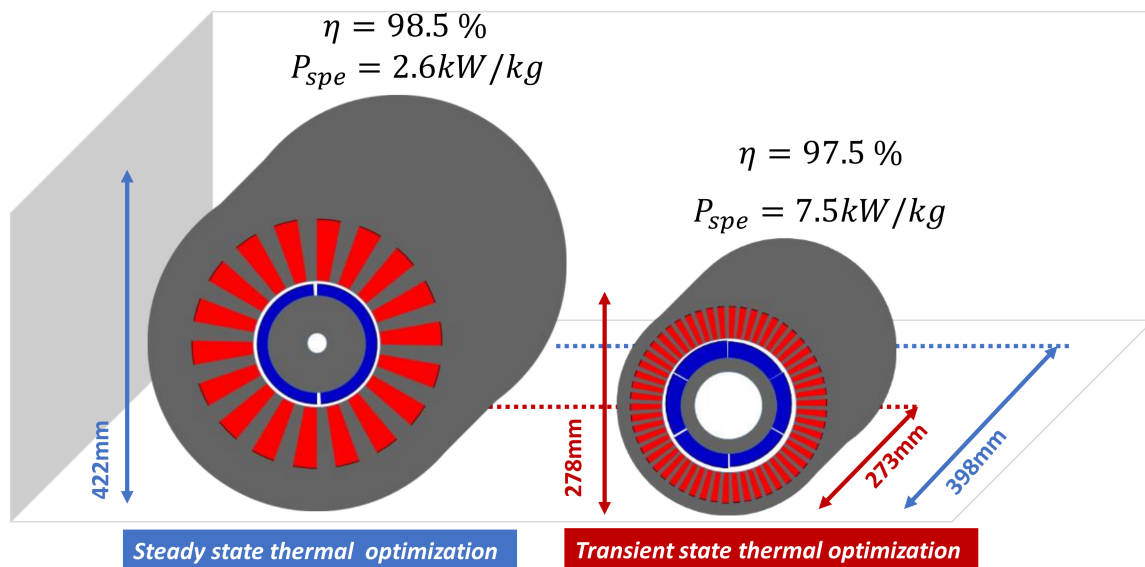 η = 98.5 %
P_spe = 2.6kW/kg
η = 97.5 %
P_spe = 7.5kW/kg
422mm
278mm
273mm
398mm
Steady state thermal optimization
Transient state thermal optimization